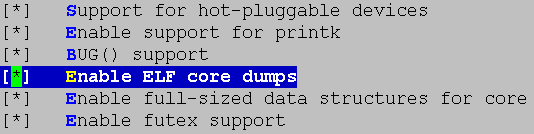 [*] Support for hot-pluggable devices
[*] Enable support for printk
[*] BUG() support
[*] Enable ELF core dumps
[*] Enable full-sized data structures for core
[*] Enable futex support